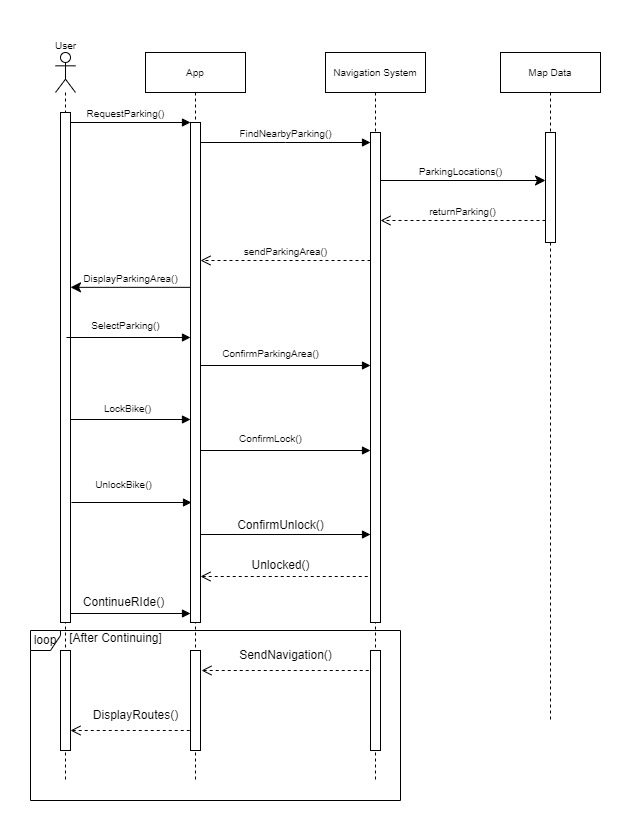 User
App
Navigation System
Map Data
RequestParking()
FindNearbyParking()
ParkingLocations()
returnParking()
sendParkingArea()
DisplayParkingArea()
SelectParking()
ConfirmParkingArea()
LockBike()
ConfirmLock()
UnlockBike()
ConfirmUnlock()
Unlocked()
ContinueRIde()
loop
[After Continuing]
SendNavigation()
DisplayRoutes()